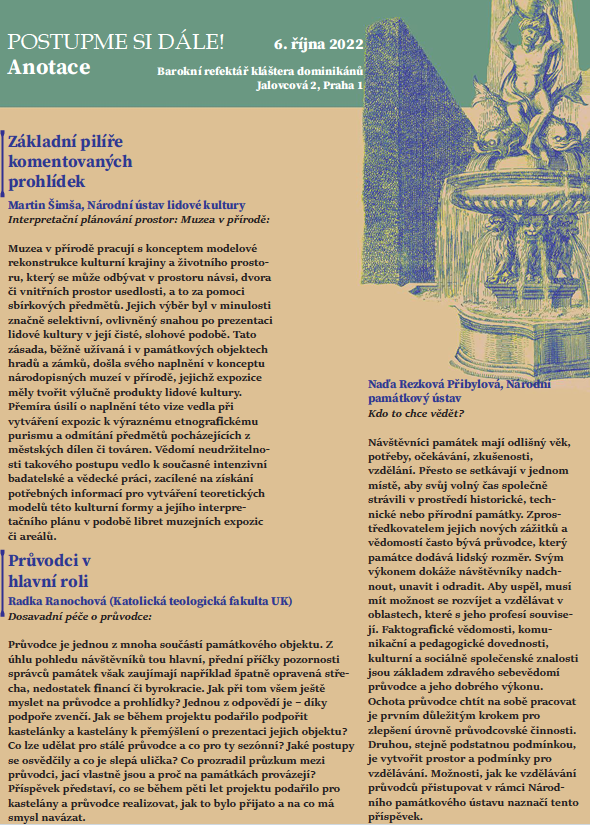 POSTUPME SI DÁLE!
6. října 2022
Anotace
Barokní refektář kláštera dominikánů
Jalovcová 2, Praha 1
Základní pilíře
komentovaných
prohlídek
Martin Šimša, Národní ústav lidové kultury
Interpretační plánování prostor: Muzea v přírodě:
Muzea v přírodě pracují s konceptem modelové
rekonstrukce kulturní krajiny a životního prosto-
ru, který se může odbývat v prostoru návsi, dvora
či vnitřních prostor usedlosti, a to za pomoci
sbírkových předmětů. Jejich výběr byl v minulosti
značně selektivní, ovlivněný snahou po prezentaci
lidové kultury v její čisté, slohové podobě. Tato
zásada, běžně užívaná i v památkových objektech
hradů a zámků, došla svého naplnění v konceptu
národopisných muzeí v přírodě, jejichž expozice
měly tvořit výlučně produkty lidové kultury.
Přemíra úsilí o naplnění této vize vedla při
vytváření expozic k výraznému etnografickému
purismu a odmítání předmětů pocházejících z
městských dílen či továren. Vědomí neudržitelno-
sti takového postupu vedlo k současné intenzivní
badatelské a vědecké práci, zacílené na získání
potřebných informací pro vytváření teoretických
modelů této kulturní formy a jejího interpre-
tačního plánu v podobě libret muzejních expozic
či areálů.
Průvodci v
hlavní roli
Radka Ranochová (Katolická teologická fakulta UK)
Dosavadní péče o průvodce:
Průvodce je jednou z mnoha součástí památkového objektu. Z
úhlu pohledu návštěvníků tou hlavní, přední příčky pozornosti
správců památek však zaujímají například špatně opravená stře-
cha, nedostatek financí či byrokracie. Jak při tom všem ještě
myslet na průvodce a prohlídky? Jednou z odpovědí je – díky
podpoře zvenčí. Jak se během projektu podařilo podpořit
kastelánky a kastelány k přemýšlení o prezentaci jejich objektu?
Co lze udělat pro stálé průvodce a co pro ty sezónní? Jaké postupy
se osvědčily a co je slepá ulička? Co prozradil průzkum mezi
průvodci, jací vlastně jsou a proč na památkách provázejí?
Příspěvek představí, co se během pěti let projektu podařilo pro
kastelány a průvodce realizovat, jak to bylo přijato a na co má
smysl navázat.
Naďa Rezková Přibylová, Národní
památkový ústav
Kdo to chce vědět?
Návštěvníci památek mají odlišný věk,
potřeby, očekávání, zkušenosti,
vzdělání. Přesto se setkávají v jednom
místě, aby svůj volný čas společně
strávili v prostředí historické, tech-
nické nebo přírodní památky. Zpros-
tředkovatelem jejich nových zážitků a
vědomostí často bývá průvodce, který
památce dodává lidský rozměr. Svým
výkonem dokáže návštěvníky nadch-
nout, unavit i odradit. Aby uspěl, musí
mít možnost se rozvíjet a vzdělávat v
oblastech, které s jeho profesí souvise-
jí. Faktografické vědomosti, komu-
nikační a pedagogické dovednosti,
kulturní a sociálně společenské znalosti
jsou základem zdravého sebevědomí
průvodce a jeho dobrého výkonu.
Ochota průvodce chtít na sobě pracovat
je prvním důležitým krokem pro
zlepšení úrovně průvodcovské činnosti.
Druhou, stejně podstatnou podmínkou,
je vytvořit prostor a podmínky pro
vzdělávání. Možnosti, jak ke vzdělávání
průvodců přistupovat v rámci Národ-
ního památkového ústavu naznačí tento
příspěvek.